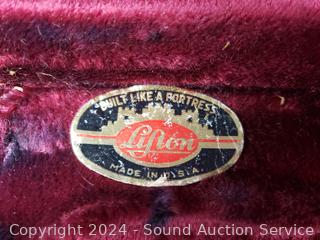 "BUILT LIKE A FORTRESS"
Lifton
MADE IN U.S.A.
Copyright 2024 - Sound Auction Service